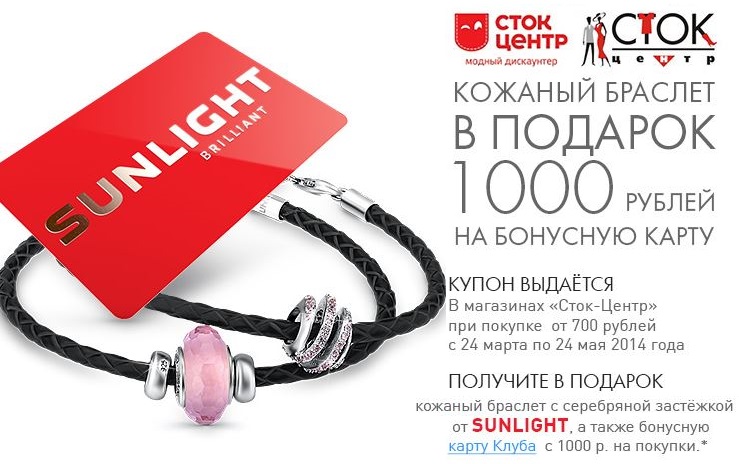 SUNLIGHT
BRILLIANT
СТОК
ЦЕНТР
МОДНЫЙ ДИСКАУНТЕР
СТОК
ЦЕНТР
КОЖАНЫЙ БРАСЛЕТ
В ПОДАРОК
1000 РУБЛЕЙ
НА БОНУСНУЮ КАРТУ
КУПОН ВЫДАЁТСЯ
В магазинах «Сток-Центр»
при покупке от 700 рублей
с 24 марта по 24 мая 2014 года
ПОЛУЧИТЕ В ПОДАРОК
кожаный браслет с серебряной застёжкой
от SUNLIGHT, а также бонусную
карту Клуба с 1000 р. на покупки.*